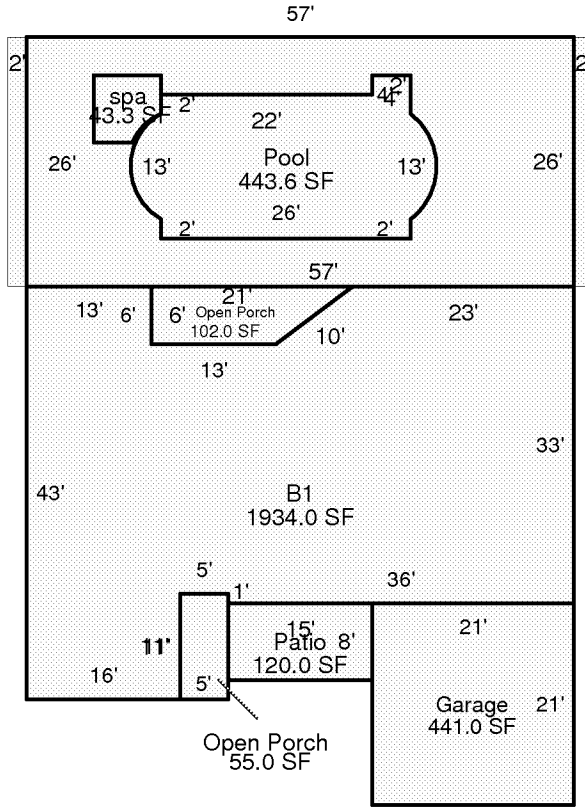 57'
2' 2'
spa
43.3 SF
2' 22' 2'
4'
4'
26' 13' Pool 13' 26'
443.6 SF
26'
2' 2'
57'
13' 6' 6' 21' 23'
Open Porch
102.0 SF
10'
13'
33'
43' B1
1934.0 SF
5' 36'
1'
11' 15' 21'
11' Patio 8'
120.0 SF
16' 5' Garage 21'
441.0 SF
Open Porch
55.0 SF